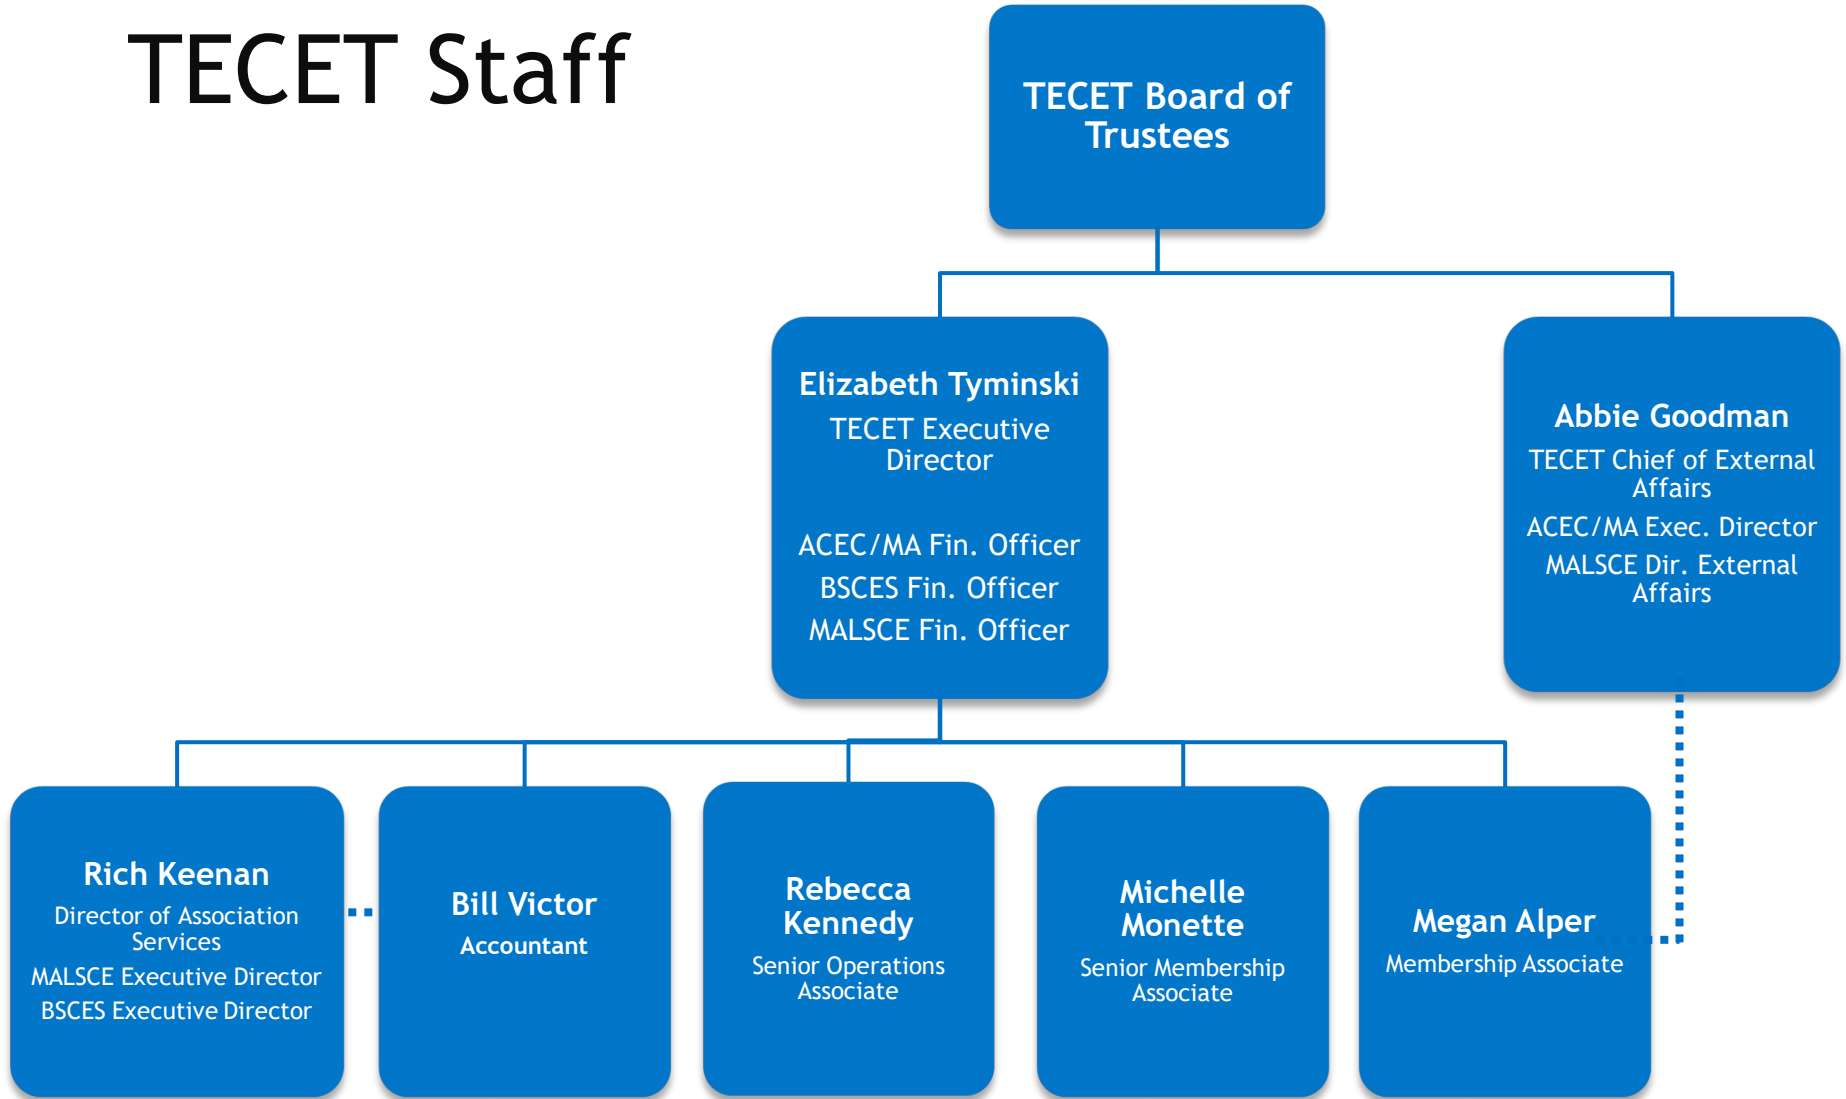 TECET Staff
TECET Board of
Trustees
Elizabeth Tyminski
TECET Executive
Director
ACEC/MA Fin. Officer
BSCES Fin. Officer
MALSCE Fin. Officer
Abbie Goodman
TECET Chief of External
Affairs
ACEC/MA Exec. Director
MALSCE Dir. External
Affairs
Rich Keenan
Director of Association
Services
MALSCE Executive Director
BSCES Executive Director
Bill Victor
Accountant
Rebecca
Kennedy
Senior Operations
Associate
Michelle
Monette
Senior Membership
Associate
Megan Alper
Membership Associate